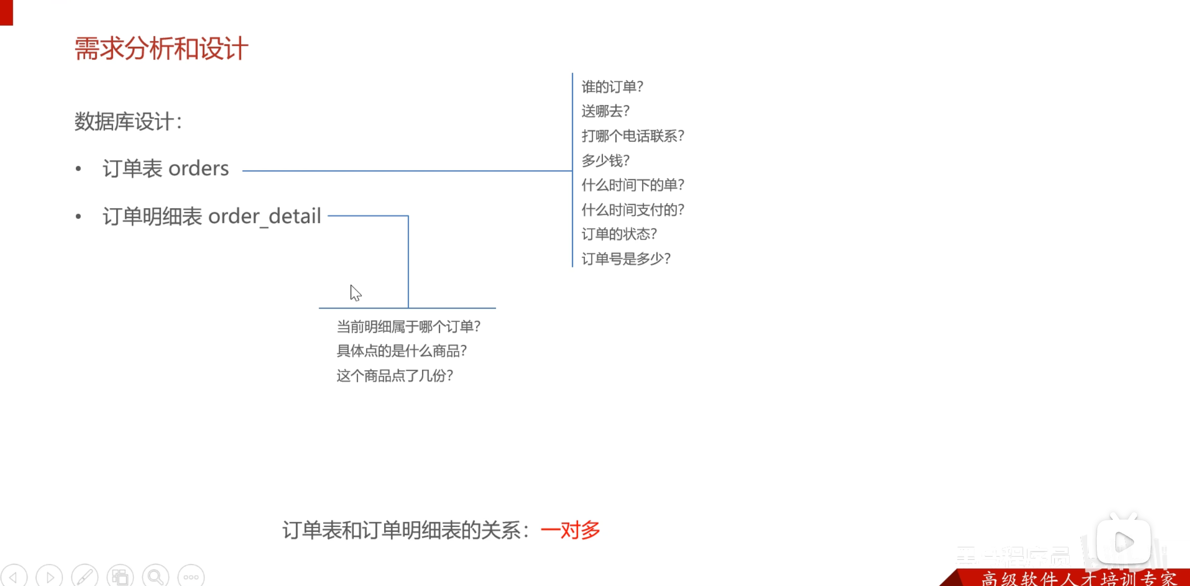 需求分析和设计
数据库设计：
• 订单表 orders
• 订单明细表 order_detail
谁的订单？
送哪去？
打哪个电话联系？
多少钱？
什么时间下的单？
什么时间支付的？
订单的状态？
订单号是多少？
当前明细属于哪个订单？
具体点的是什么商品？
这个商品点了几份？
订单表和订单明细表的关系：一对多
高级软件人才培训专家